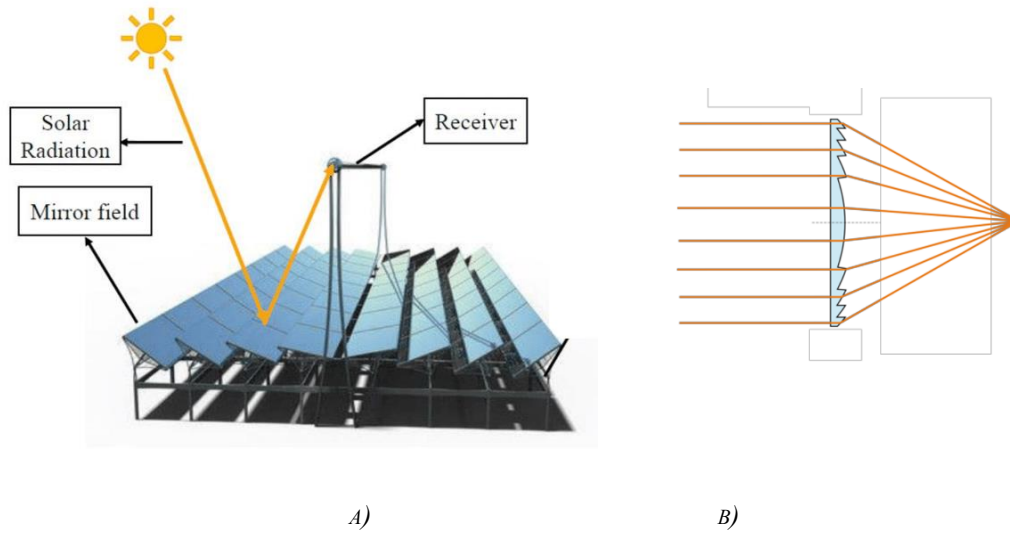 Solar
Radiation
Receiver
Mirror field
A)
B)